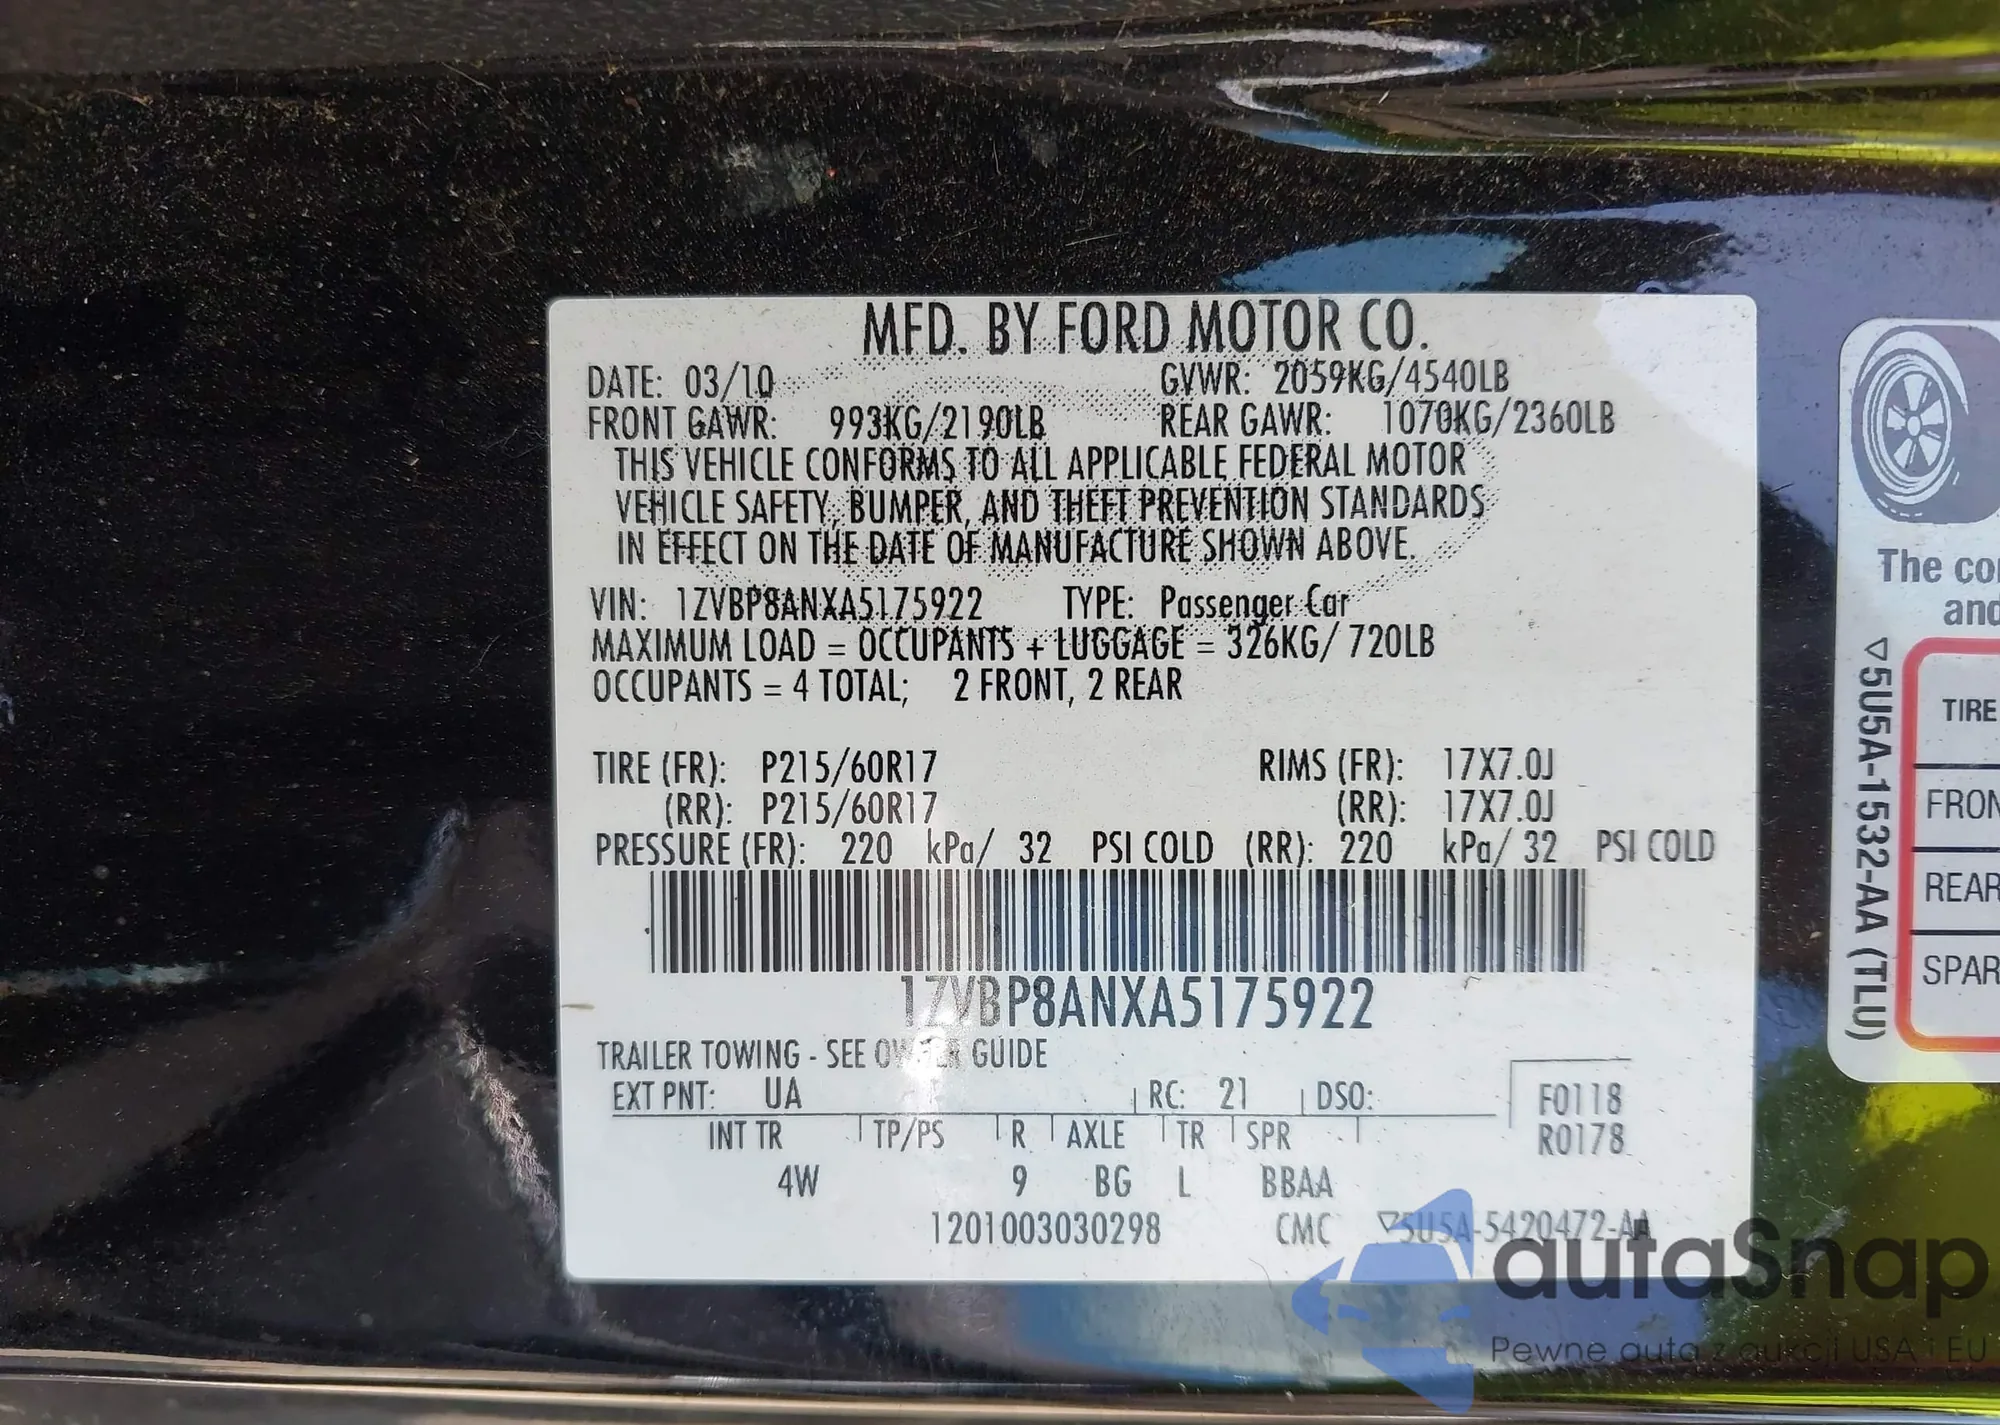 MFD. BY FORD MOTOR CO.
DATE: 03/10 GVWR: 2059KG/4540LB
FRONT GAWR: 993KG/2190LB REAR GAWR: 1070KG/2360LB
THIS VEHICLE CONFORMS TO ALL APPLICABLE FEDERAL MOTOR
VEHICLE SAFETY, BUMPER, AND THEFT PREVENTION STANDARDS
IN EFFECT ON THE DATE OF MANUFACTURE SHOWN ABOVE.
VIN: 1ZVBP8ANXA5175922 TYPE: Passenger Car
MAXIMUM LOAD = OCCUPANTS + LUGGAGE = 326KG/ 720LB
OCCUPANTS = 4 TOTAL; 2 FRONT, 2 REAR
TIRE (FR): P215/60R17 RIMS (FR): 17X7.0J
(RR): P215/60R17 (RR): 17X7.0J
PRESSURE (FR): 220 kPa/ 32 PSI COLD (RR): 220 kPa/ 32 PSI COLD
1ZVBP8ANXA5175922
TRAILER TOWING - SEE OWNER GUIDE
EXT PNT: UA RC: 21 DSO: F0118
R0178
INT TR TP/PS R AXLE TR SPR
4W 9 BG L BBAA
1201003030298 CMC ▽5U5A-5420472-AA
The co
and
▽5U5A-1532-AA (TLU)
TIRE
FRON
REAR
SPAR
autaSnap
Pewne auta z aukcji USA i EU